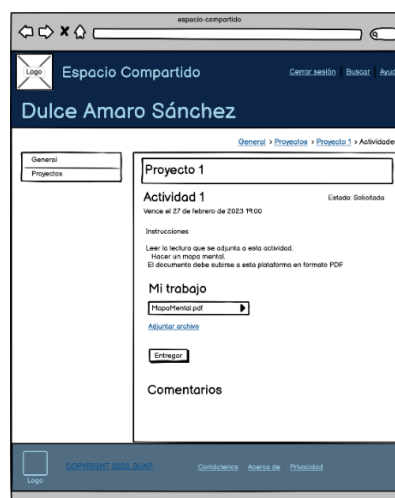 espacio-compartido
Logo
Espacio Compartido
Cerrar sesión Buscar Ayud
Dulce Amaro Sánchez
General > Proyectos > Proyecto 1 > Actividades
General
Proyectos
Proyecto 1
Actividad 1
Estado: Solicitada
Vence el 27 de febrero de 2023 19:00
Instrucciones
Leer la lectura que se adjunta a esta actividad.
Hacer un mapa mental.
El documento debe subirse a esta plataforma en formato PDF
Mi trabajo
MapaMental.pdf
Adjuntar archivo
Entregar
Comentarios
Logo
COPYRIGHT 2023, BUAP
Contáctenos Acerca de Privacidad